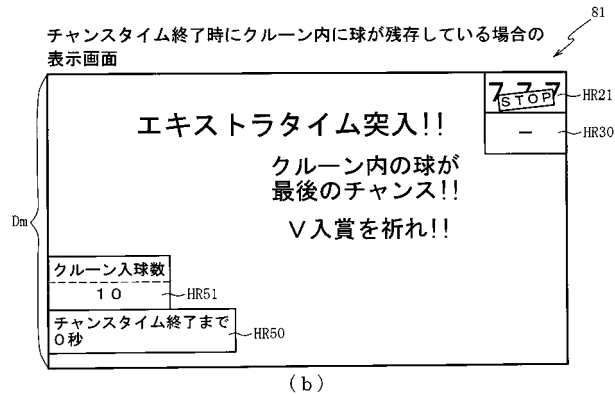 チャンスタイム終了時にクルーン内に球が残存している場合の
表示画面
81
7 7 7
STOP
HR21
－
HR30
エキストラタイム突入!!
クルーン内の球が
最後のチャンス!!
V入賞を祈れ!!
Dm
クルーン入球数
10
HR51
チャンスタイム終了まで
0秒
HR50
(b)